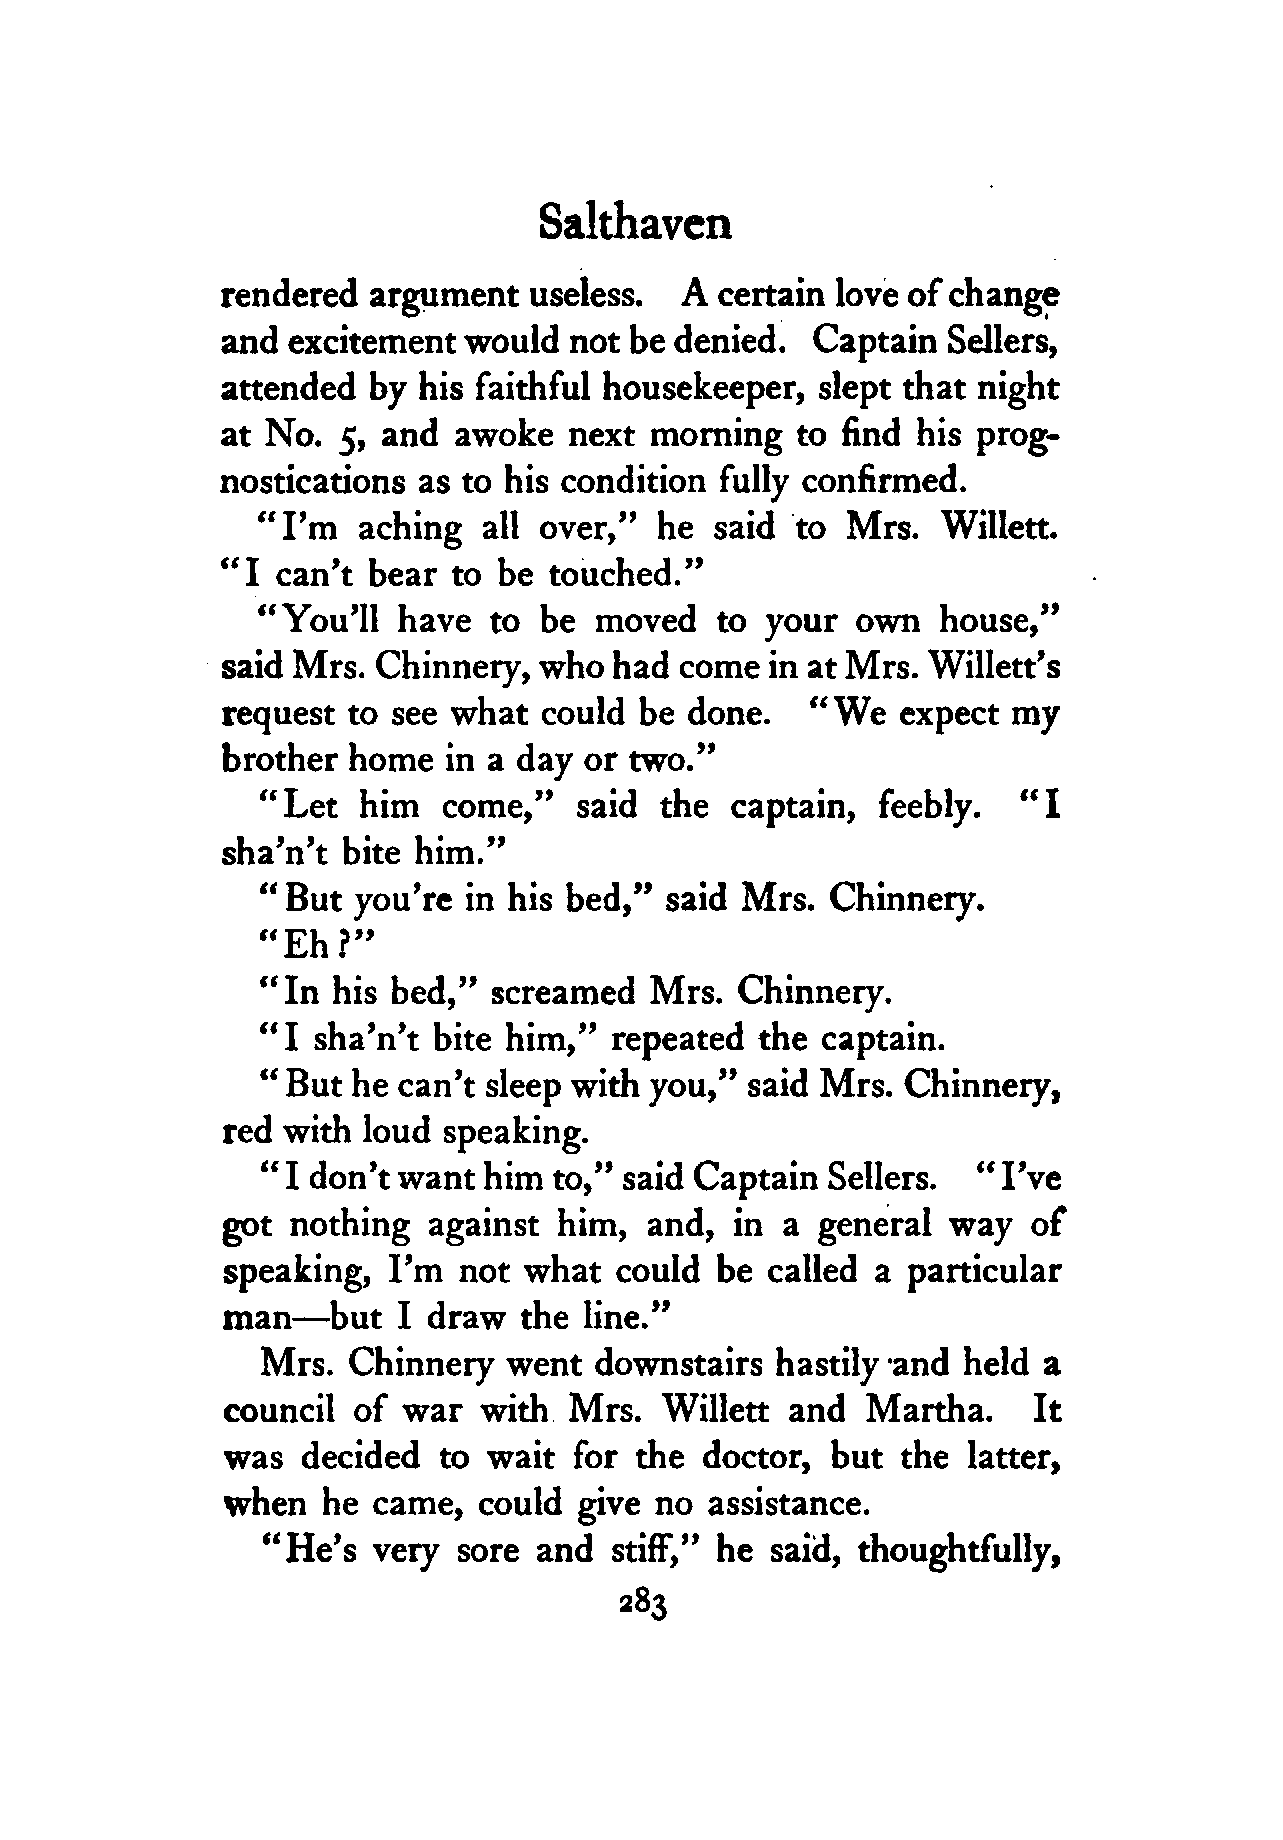 Salthaven
rendered argument useless. A certain love of change
and excitement would not be denied. Captain Sellers,
attended by his faithful housekeeper, slept that night
at No. 5, and awoke next morning to find his prog-
nostications as to his condition fully confirmed.
"I'm aching all over," he said to Mrs. Willett.
"I can't bear to be touched."
"You'll have to be moved to your own house,"
said Mrs. Chinnery, who had come in at Mrs. Willett's
request to see what could be done. "We expect my
brother home in a day or two."
"Let him come," said the captain, feebly. "I
sha'n't bite him."
"But you're in his bed," said Mrs. Chinnery.
"Eh?"
"In his bed," screamed Mrs. Chinnery.
"I sha'n't bite him," repeated the captain.
"But he can't sleep with you," said Mrs. Chinnery,
red with loud speaking.
"I don't want him to," said Captain Sellers. "I've
got nothing against him, and, in a general way of
speaking, I'm not what could be called a particular
man—but I draw the line."
Mrs. Chinnery went downstairs hastily and held a
council of war with Mrs. Willett and Martha. It
was decided to wait for the doctor, but the latter,
when he came, could give no assistance.
"He's very sore and stiff," he said, thoughtfully,
283